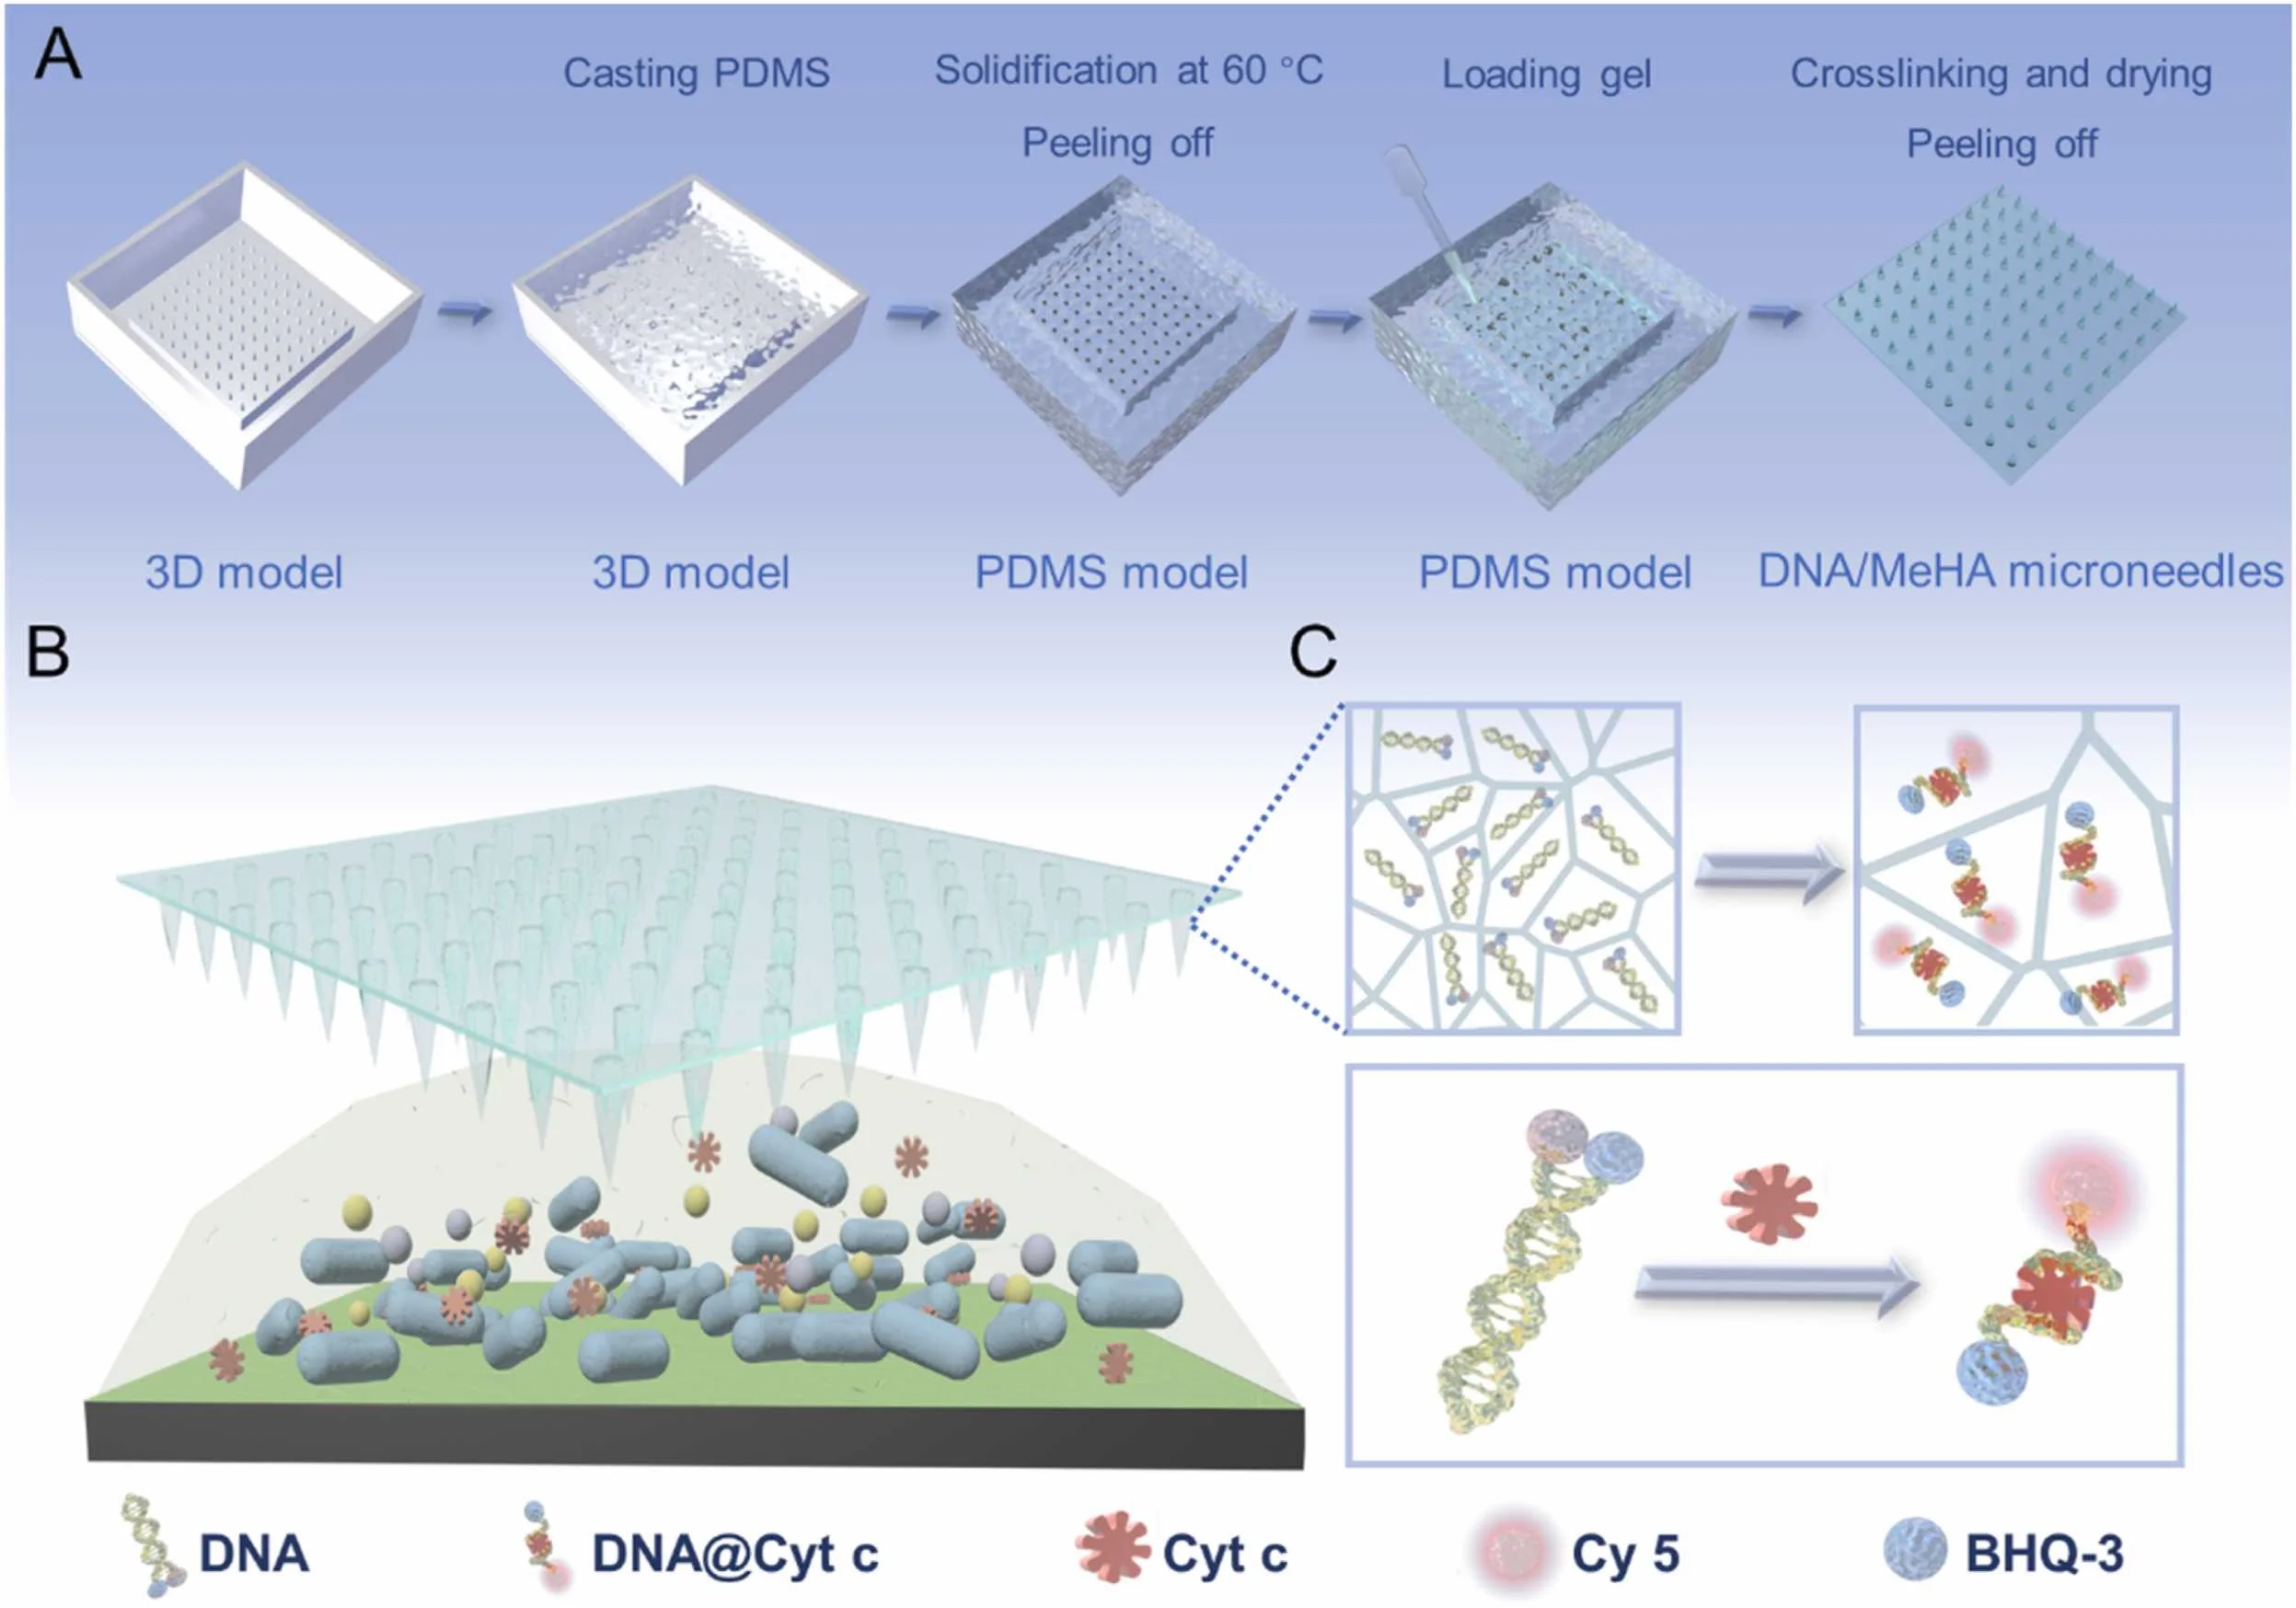 A
Casting PDMS
Solidification at 60 °C
Peeling off
Loading gel
Crosslinking and drying
Peeling off
3D model
3D model
PDMS model
PDMS model
DNA/MeHA microneedles
B
C
DNA
DNA@Cyt c
Cyt c
Cy 5
BHQ-3